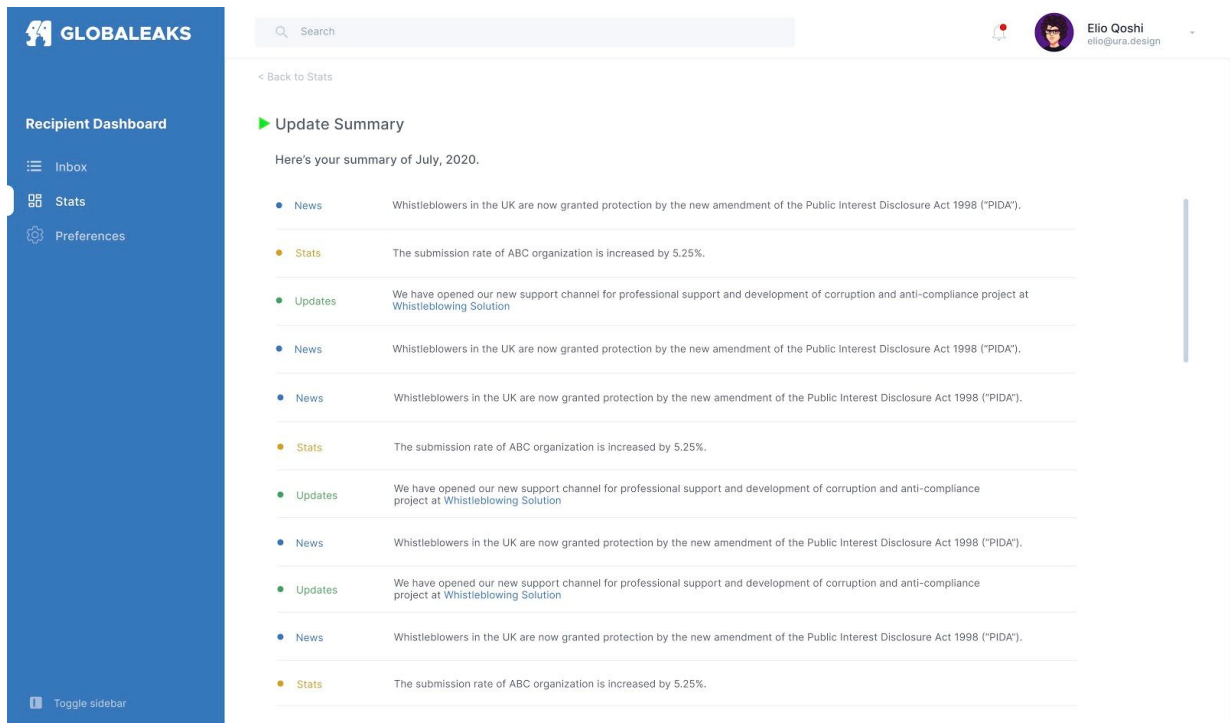 GLOBALEAKS
Search
Elio Qoshi
elio@ura.design
< Back to Stats
Recipient Dashboard
Inbox
Stats
Preferences
Toggle sidebar
Update Summary
Here’s your summary of July, 2020.
News Whistleblowers in the UK are now granted protection by the new amendment of the Public Interest Disclosure Act 1998 (“PIDA”).
Stats The submission rate of ABC organization is increased by 5.25%.
Updates We have opened our new support channel for professional support and development of corruption and anti-compliance project at
Whistleblowing Solution
News Whistleblowers in the UK are now granted protection by the new amendment of the Public Interest Disclosure Act 1998 (“PIDA”).
News Whistleblowers in the UK are now granted protection by the new amendment of the Public Interest Disclosure Act 1998 (“PIDA”).
Stats The submission rate of ABC organization is increased by 5.25%.
Updates We have opened our new support channel for professional support and development of corruption and anti-compliance
project at Whistleblowing Solution
News Whistleblowers in the UK are now granted protection by the new amendment of the Public Interest Disclosure Act 1998 (“PIDA”).
Updates We have opened our new support channel for professional support and development of corruption and anti-compliance
project at Whistleblowing Solution
News Whistleblowers in the UK are now granted protection by the new amendment of the Public Interest Disclosure Act 1998 (“PIDA”).
Stats The submission rate of ABC organization is increased by 5.25%.